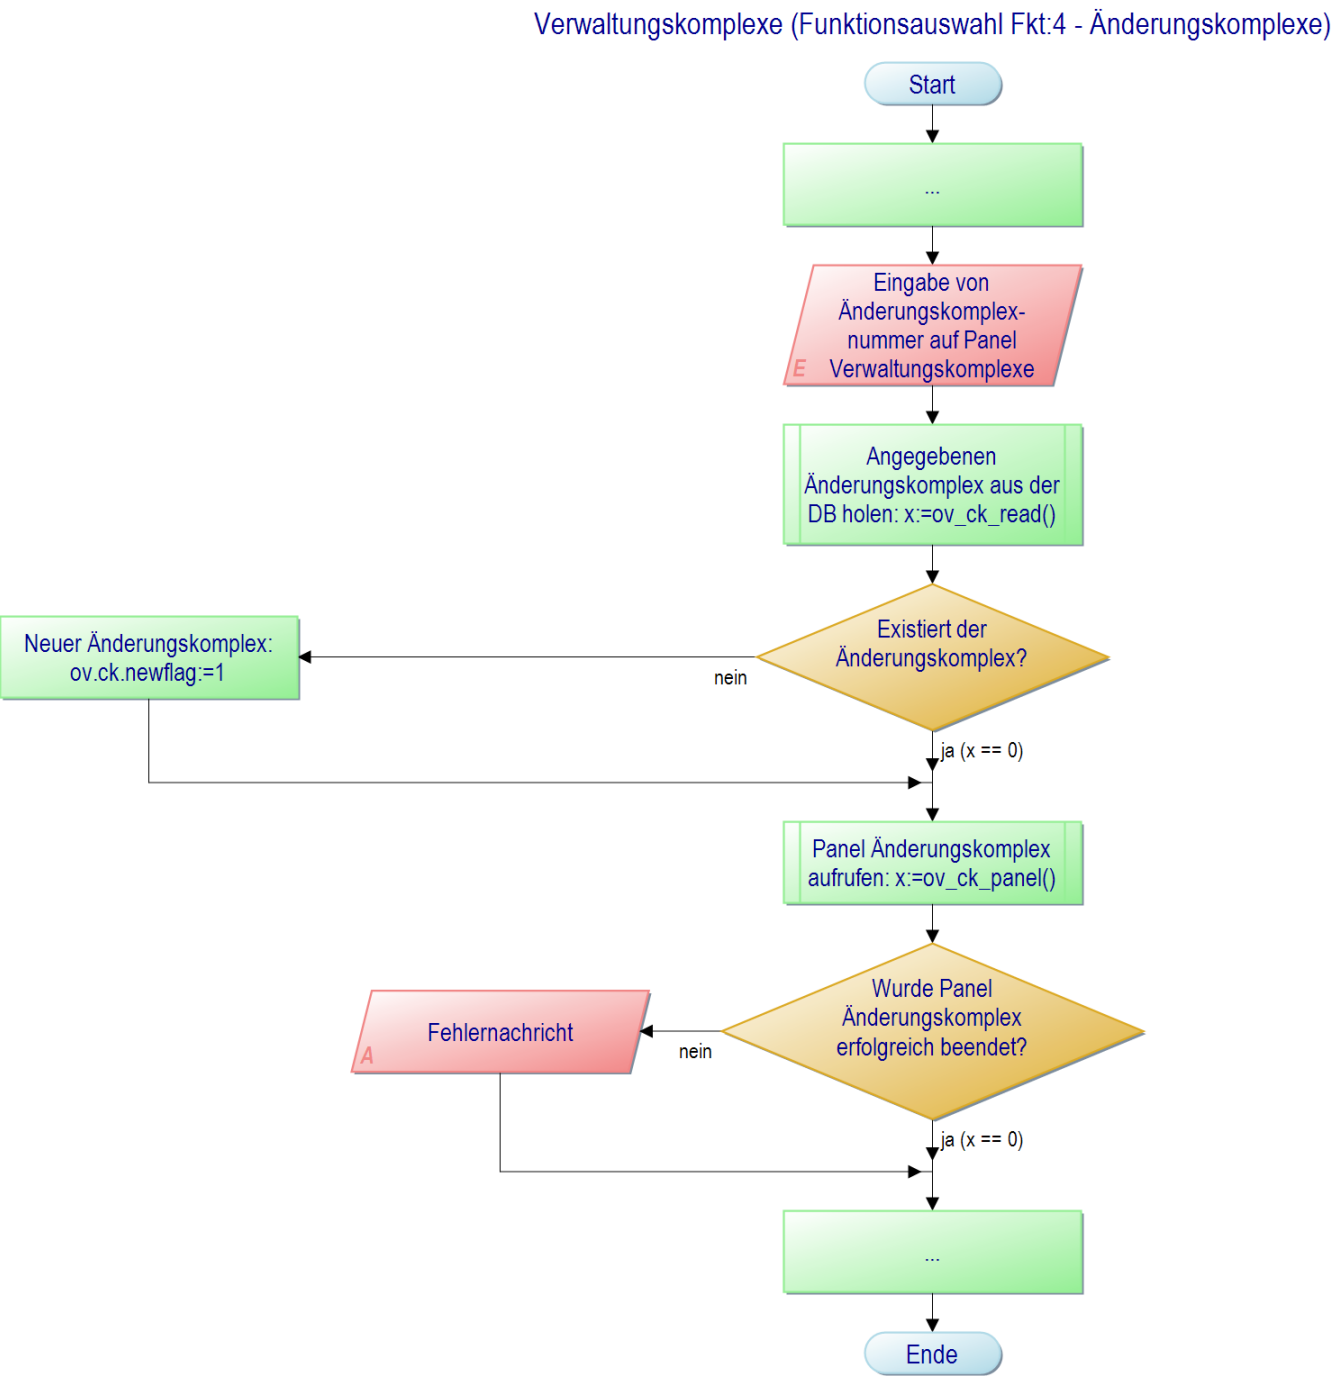 Verwaltungskomplexe (Funktionsauswahl Fkt:4 - Änderungskomplexe)
Start
...
Eingabe von
Änderungskomplex-
nummer auf Panel
Verwaltungskomplexe
E
Angegebenen
Änderungskomplex aus der
DB holen: x:=ov_ck_read()
Existiert der
Änderungskomplex?
nein
Neuer Änderungskomplex:
ov.ck.newflag:=1
ja (x == 0)
Panel Änderungskomplex
aufrufen: x:=ov_ck_panel()
Wurde Panel
Änderungskomplex
erfolgreich beendet?
nein
Fehlernachricht
A
ja (x == 0)
...
Ende